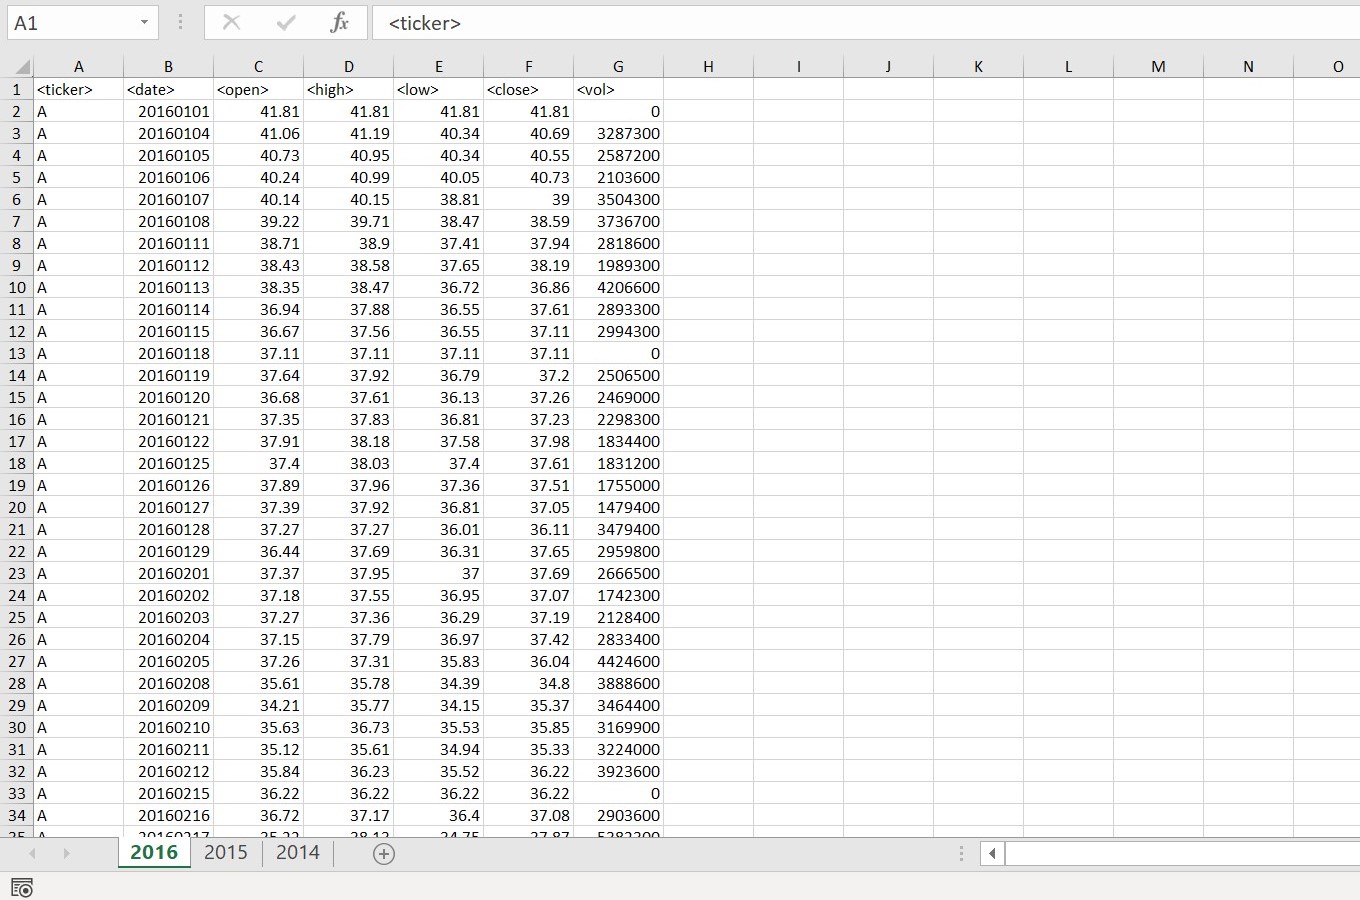 A1 fx <ticker>
A B C D E F G H I J K L M N O
1 <ticker> <date> <open> <high> <low> <close> <vol>
2 A 20160101 41.81 41.81 41.81 41.81 0
3 A 20160104 41.06 41.19 40.34 40.69 3287300
4 A 20160105 40.73 40.95 40.34 40.55 2587200
5 A 20160106 40.24 40.99 40.05 40.73 2103600
6 A 20160107 40.14 40.15 38.81 39 3504300
7 A 20160108 39.22 39.71 38.47 38.59 3736700
8 A 20160111 38.71 38.9 37.41 37.94 2818600
9 A 20160112 38.43 38.58 37.65 38.19 1989300
10 A 20160113 38.35 38.47 36.72 36.86 4206600
11 A 20160114 36.94 37.88 36.55 37.61 2893300
12 A 20160115 36.67 37.56 36.55 37.11 2994300
13 A 20160118 37.11 37.11 37.11 37.11 0
14 A 20160119 37.64 37.92 36.79 37.2 2506500
15 A 20160120 36.68 37.61 36.13 37.26 2469000
16 A 20160121 37.35 37.83 36.81 37.23 2298300
17 A 20160122 37.91 38.18 37.58 37.98 1834400
18 A 20160125 37.4 38.03 37.4 37.61 1831200
19 A 20160126 37.89 37.96 37.36 37.51 1755000
20 A 20160127 37.39 37.92 36.81 37.05 1479400
21 A 20160128 37.27 37.27 36.01 36.11 3479400
22 A 20160129 36.44 37.69 36.31 37.65 2959800
23 A 20160201 37.37 37.95 37 37.69 2666500
24 A 20160202 37.18 37.55 36.95 37.07 1742300
25 A 20160203 37.27 37.36 36.29 37.19 2128400
26 A 20160204 37.15 37.79 36.97 37.42 2833400
27 A 20160205 37.26 37.31 35.83 36.04 4424600
28 A 20160208 35.61 35.78 34.39 34.8 3888600
29 A 20160209 34.21 35.77 34.15 35.37 3464400
30 A 20160210 35.63 36.73 35.53 35.85 3169900
31 A 20160211 35.12 35.61 34.94 35.33 3224000
32 A 20160212 35.84 36.23 35.52 36.22 3923600
33 A 20160215 36.22 36.22 36.22 36.22 0
34 A 20160216 36.72 37.17 36.4 37.08 2903600
2016 2015 2014